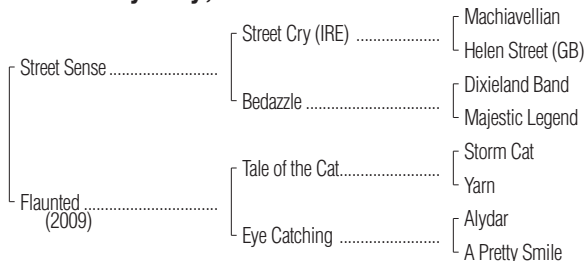 Machiavellian
Street Cry (IRE) ..................
Helen Street (GB)
Street Sense ........................
Dixieland Band
Bedazzle ..............................
Majestic Legend
Storm Cat
Tale of the Cat.....................
Yarn
Flaunted ..............................
(2009)
Alydar
Eye Catching ......................
A Pretty Smile